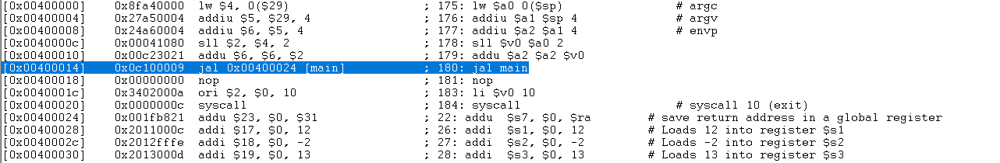 [0x00400000] 0x8fa40000 lw $4, 0($29) ; 175: lw $a0 0($sp) # argc
[0x00400004] 0x27a50004 addiu $5, $29, 4 ; 176: addiu $a1 $sp 4 # argv
[0x00400008] 0x24a60004 addiu $6, $5, 4 ; 177: addiu $a2 $a1 4 # envp
[0x0040000c] 0x00041080 sll $2, $4, 2 ; 178: sll $v0 $a0 2
[0x00400010] 0x00c23021 addu $6, $6, $2 ; 179: addu $a2 $a2 $v0
[0x00400014] 0x0c100009 jal 0x00400024 [main] ; 180: jal main
[0x00400018] 0x00000000 nop ; 181: nop
[0x0040001c] 0x3402000a ori $2, $0, 10 ; 183: li $v0 10
[0x00400020] 0x0000000c syscall ; 184: syscall # syscall 10 (exit)
[0x00400024] 0x001fb821 addu $23, $0, $31 ; 22: addu $s7, $0, $ra # save return address in a global register
[0x00400028] 0x2011000c addi $17, $0, 12 ; 26: addi $s1, $0, 12 # Loads 12 into register $s1
[0x0040002c] 0x2012fffe addi $18, $0, -2 ; 27: addi $s2, $0, -2 # Loads -2 into register $s2
[0x00400030] 0x2013000d addi $19, $0, 13 ; 28: addi $s3, $0, 13 # Loads 13 into register $s3